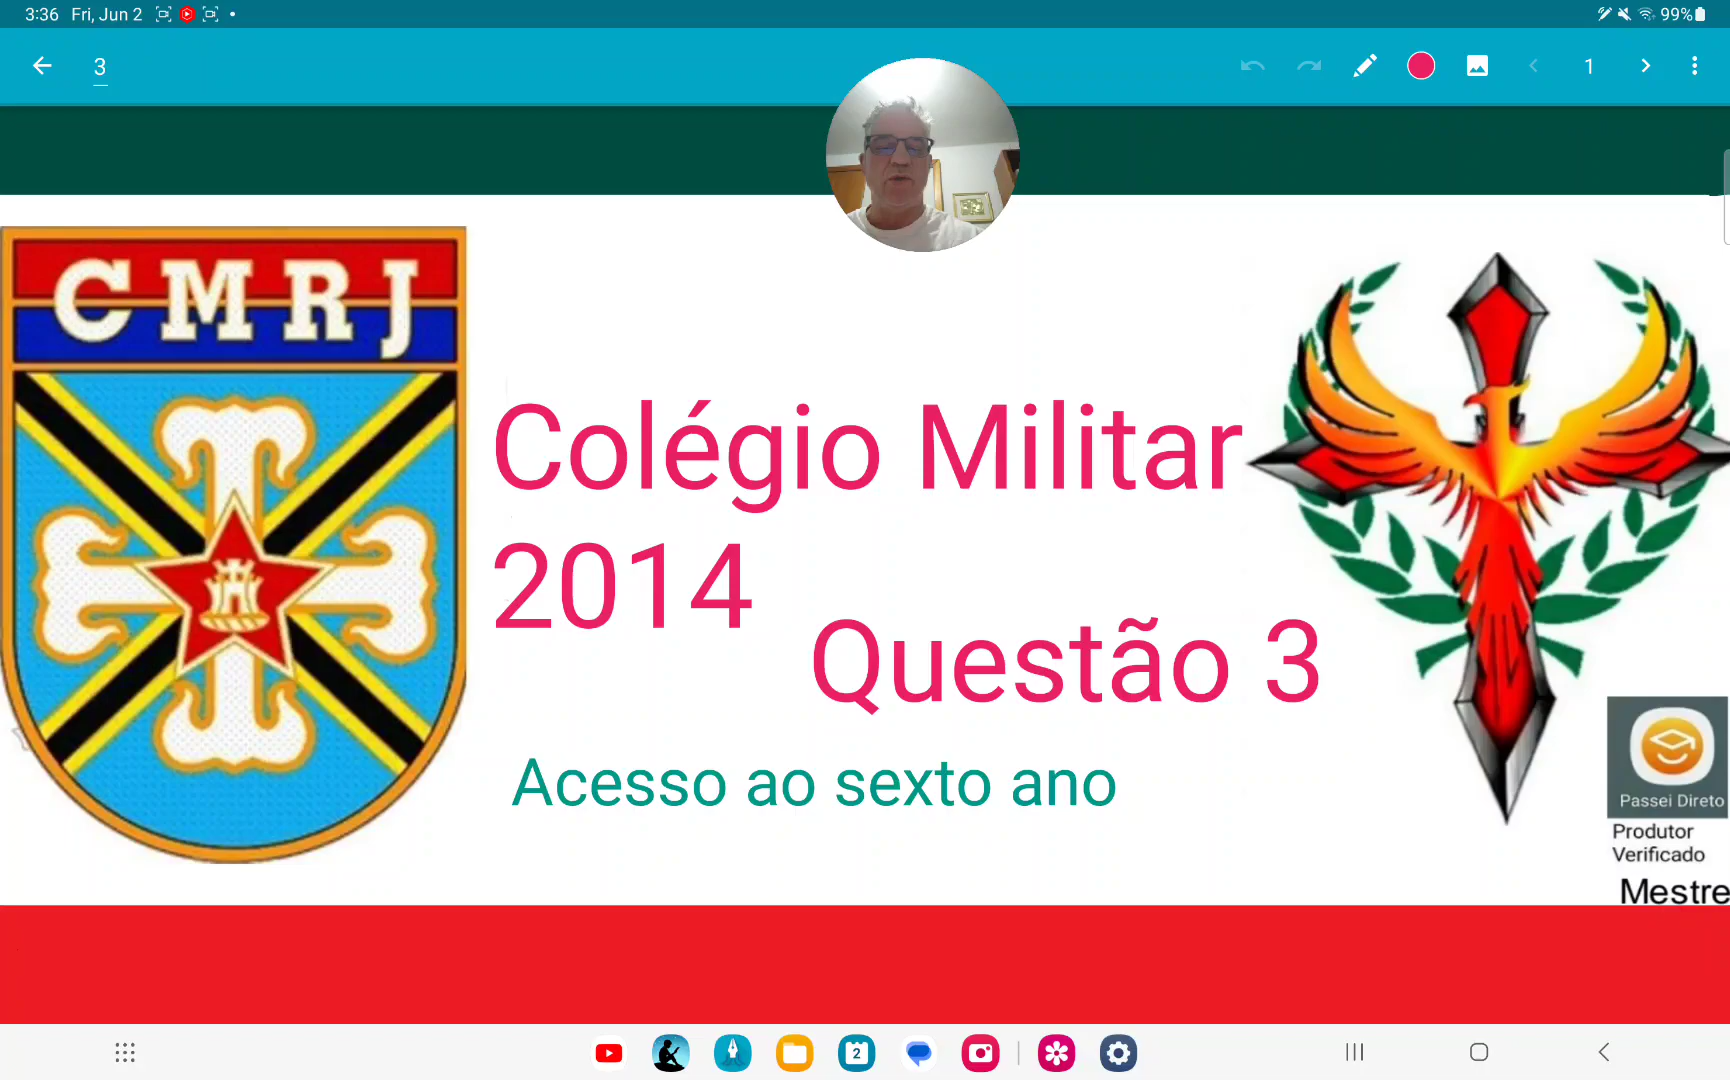 3:36 Fri, Jun 2
99%
3
1
CMRJ
Colégio Militar
2014
Questão 3
Acesso ao sexto ano
Passei Direto
Produtor
Verificado
Mestre
2